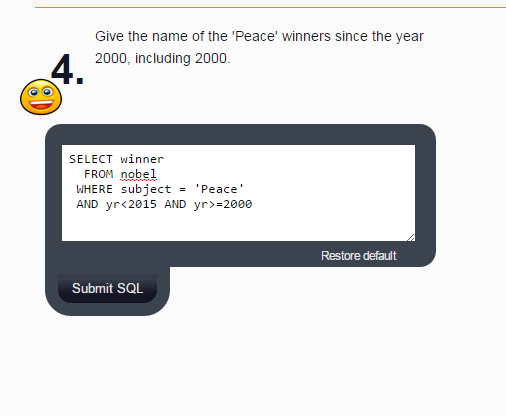 4.
Give the name of the 'Peace' winners since the year
2000, including 2000.
SELECT winner
FROM nobel
WHERE subject = 'Peace'
AND yr<2015 AND yr>=2000
Restore default
Submit SQL